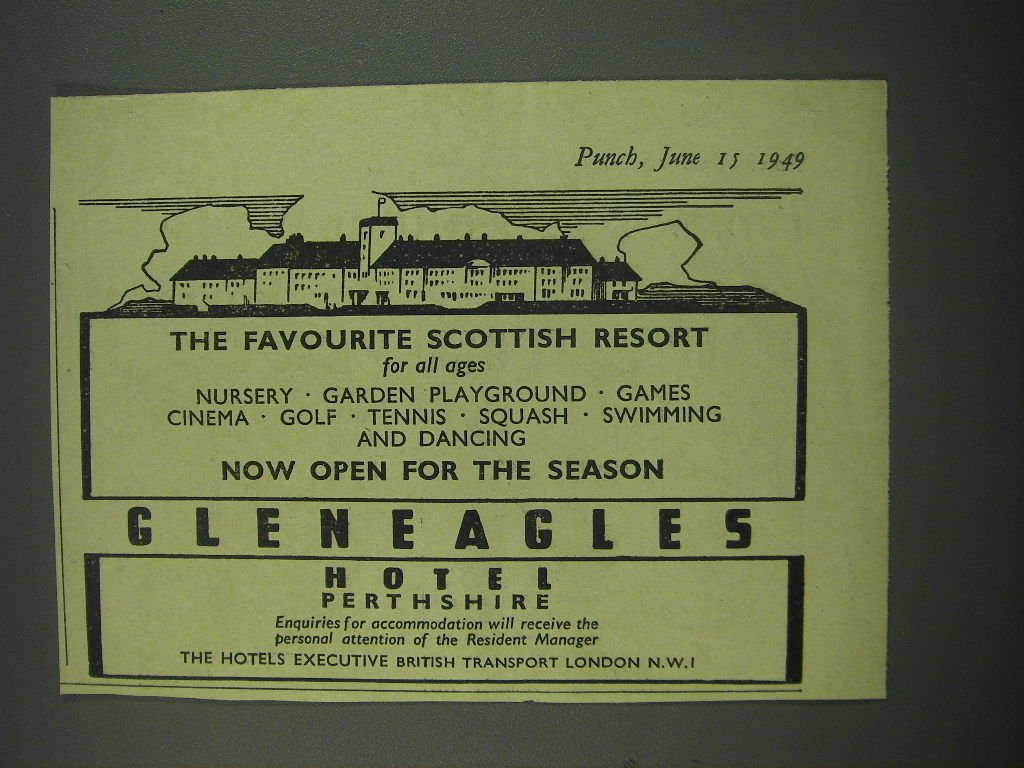 Punch, June 15 1949
THE FAVOURITE SCOTTISH RESORT
for all ages
NURSERY · GARDEN PLAYGROUND · GAMES
CINEMA · GOLF · TENNIS · SQUASH · SWIMMING
AND DANCING
NOW OPEN FOR THE SEASON
GLENEAGLES
HOTEL
PERTHSHIRE
Enquiries for accommodation will receive the
personal attention of the Resident Manager
THE HOTELS EXECUTIVE BRITISH TRANSPORT LONDON N.W.1